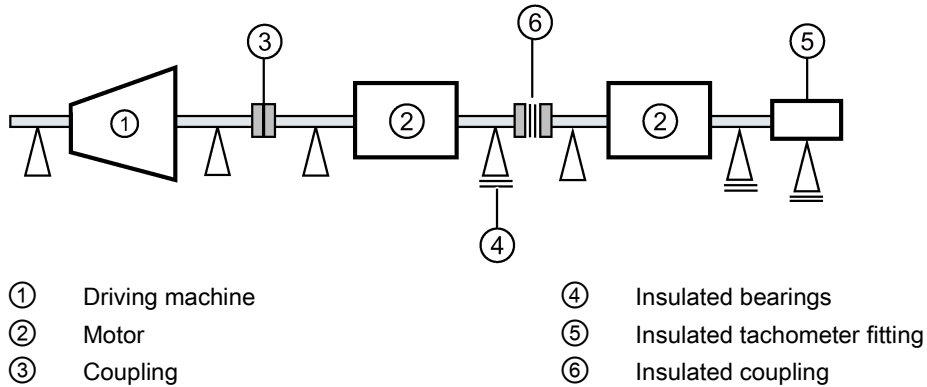 ③ ⑥ ⑤
① ② ②
④
① Driving machine ④ Insulated bearings
② Motor ⑤ Insulated tachometer fitting
③ Coupling ⑥ Insulated coupling